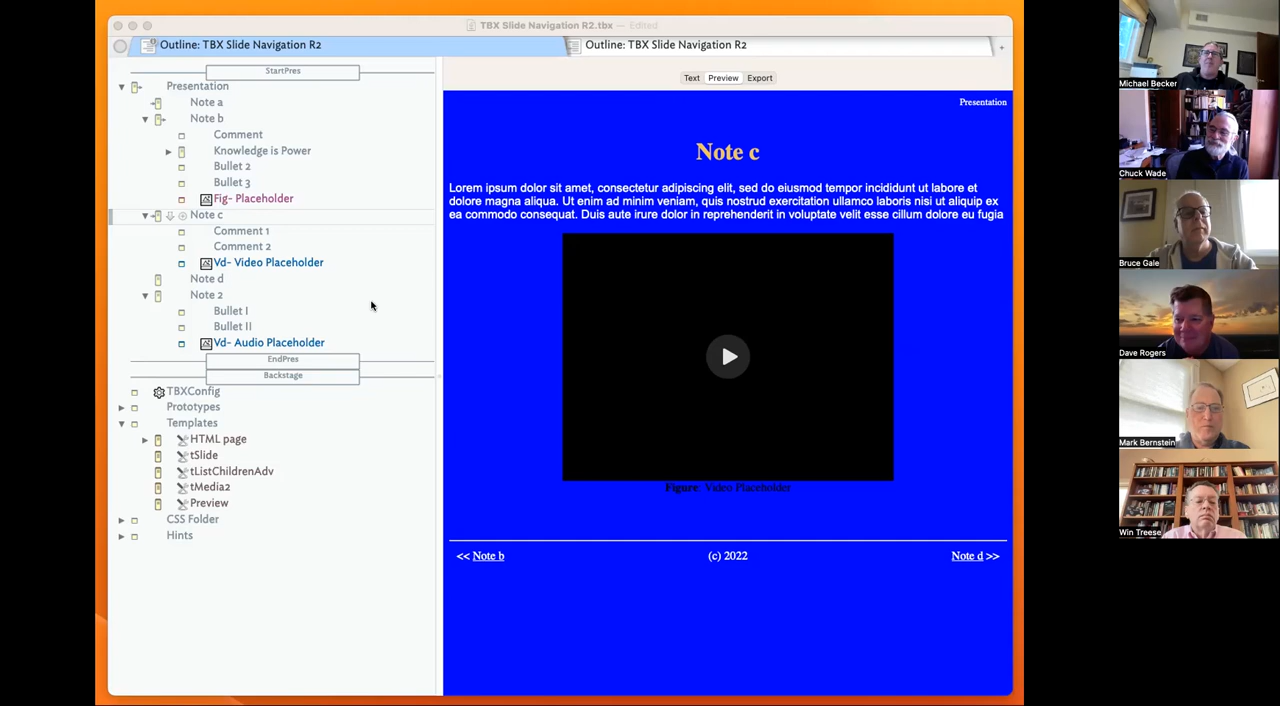 TBX Slide Navigation R2.tbx — Edited
Outline: TBX Slide Navigation R2
Outline: TBX Slide Navigation R2
+
StartPres
Presentation
Note a
Note b
Comment
Knowledge is Power
Bullet 2
Bullet 3
Fig- Placeholder
Note c
Comment 1
Comment 2
Vd- Video Placeholder
Note d
Note 2
Bullet I
Bullet II
Vd- Audio Placeholder
EndPres
Backstage
TBXConfig
Prototypes
Templates
HTML page
tSlide
tListChildrenAdv
tMedia2
Preview
CSS Folder
Hints
Text Preview Export
Presentation
Note c
Lorem ipsum dolor sit amet, consectetur adipiscing elit, sed do eiusmod tempor incididunt ut labore et
dolore magna aliqua. Ut enim ad minim veniam, quis nostrud exercitation ullamco laboris nisi ut aliquip ex
ea commodo consequat. Duis aute irure dolor in reprehenderit in voluptate velit esse cillum dolore eu fugia
Figure: Video Placeholder
<< Note b (c) 2022 Note d >>
Michael Becker
Chuck Wade
Bruce Gale
Dave Rogers
Mark Bernstein
Win Treese